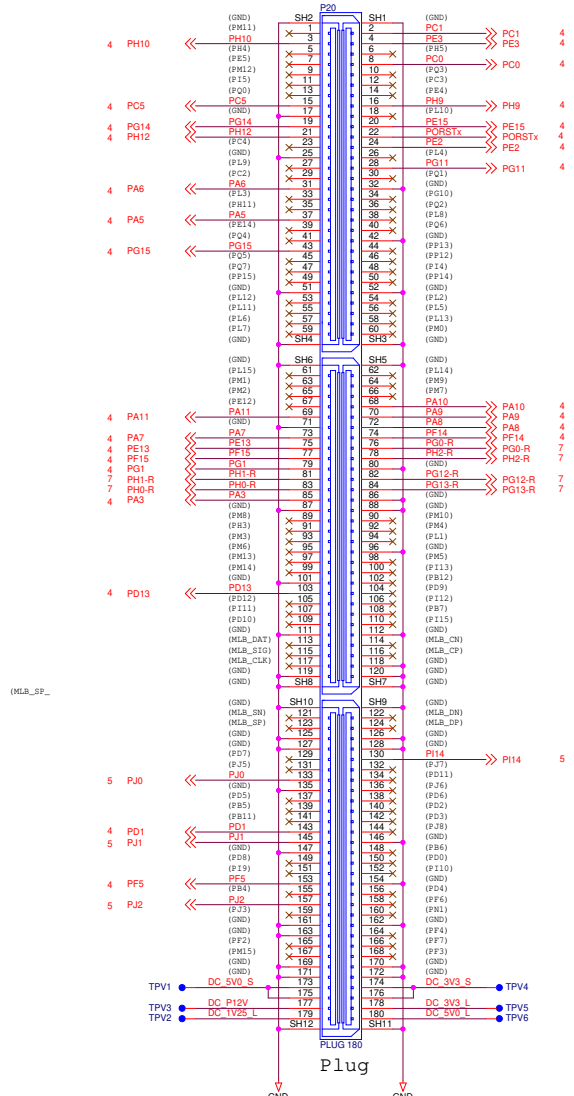 P20
(GND) SH2 SH1 (GND)
(PM11) 1 2 PC1 PC1 4
4 PH10 PH10 3 4 PE3 PE3 4
(PH4) 5 6 (PH5)
(PE5) 7 8 PC0 PC0 4
(PM12) 9 10 (PQ3)
(PI5) 11 12 (PC3)
(PQ0) 13 14 (PE4)
4 PC5 PC5 15 16 PH9 PH9 4
(GND) 17 18 (PL10)
4 PG14 PG14 19 20 PE15 PE15 4
4 PH12 PH12 21 22 PORSTx PORSTx 4
(PC4) 23 24 PE2 PE2 4
(GND) 25 26 (PL4)
(PL9) 27 28 PG11 PG11 4
(PC2) 29 30 (PQ1)
4 PA6 PA6 31 32 (GND)
(PL3) 33 34 (PG10)
(PH11) 35 36 (PQ2)
4 PA5 PA5 37 38 (PL8)
(PE14) 39 40 (PQ6)
(PQ4) 41 42 (GND)
4 PG15 PG15 43 44 (PP13)
(PQ5) 45 46 (PP12)
(PQ7) 47 48 (PI4)
(PP15) 49 50 (PP14)
(GND) 51 52 (GND)
(PL12) 53 54 (PL2)
(PL11) 55 56 (PL5)
(PL6) 57 58 (PL13)
(PL7) 59 60 (PM0)
(GND) SH4 SH3 (GND)
(GND) SH6 SH5 (GND)
(PL15) 61 62 (PL14)
(PM1) 63 64 (PM9)
(PM2) 65 66 (PM7)
(PE12) 67 68 PA10 PA10 4
4 PA11 PA11 69 70 PA9 PA9 4
(GND) 71 72 PA8 PA8 4
4 PA7 PA7 73 74 PF14 PF14 4
4 PE13 PE13 75 76 PG0-R PG0-R 7
4 PF15 PF15 77 78 PH2-R PH2-R 7
4 PG1 PG1 79 80 (GND)
7 PH1-R PH1-R 81 82 PG12-R PG12-R 7
7 PH0-R PH0-R 83 84 PG13-R PG13-R 7
4 PA3 PA3 85 86 (GND)
(GND) 87 88 (GND)
(PM8) 89 90 (PM10)
(PH3) 91 92 (PM4)
(PM3) 93 94 (PL1)
(PM6) 95 96 (GND)
(PM13) 97 98 (PM5)
(PM14) 99 100 (PI13)
(GND) 101 102 (PB12)
4 PD13 PD13 103 104 (PD9)
(PD12) 105 106 (PI12)
(PI11) 107 108 (PB7)
(PD10) 109 110 (PI15)
(GND) 111 112 (GND)
(MLB_DAT) 113 114 (MLB_CN)
(MLB_SIG) 115 116 (MLB_CP)
(MLB_CLK) 117 118 (GND)
(GND) 119 120 (GND)
(GND) SH8 SH7 (GND)
(MLB_SP_
(GND) SH10 SH9 (GND)
(MLB_SN) 121 122 (MLB_DN)
(MLB_SP) 123 124 (MLB_DP)
(GND) 125 126 (GND)
(GND) 127 128 (GND)
(PD7) 129 130 PI14 PI14 5
(PJ5) 131 132 (PJ7)
5 PJ0 PJ0 133 134 (PD11)
(GND) 135 136 (PJ6)
(PD5) 137 138 (PD6)
(PB5) 139 140 (PD2)
(PB11) 141 142 (PD3)
4 PD1 PD1 143 144 (PJ8)
5 PJ1 PJ1 145 146 (GND)
(GND) 147 148 (PB6)
(PD8) 149 150 (PD0)
(PI9) 151 152 (PI10)
4 PF5 PF5 153 154 (GND)
(PB4) 155 156 (PD4)
5 PJ2 PJ2 157 158 (PF6)
(PJ3) 159 160 (PN1)
(GND) 161 162 (GND)
(GND) 163 164 (PF4)
(PF2) 165 166 (PF7)
(PM15) 167 168 (PF3)
(GND) 169 170 (GND)
(GND) 171 172 (GND)
TPV1 DC_5V0_S 173 174 DC_3V3_S TPV4
175 176
TPV3 DC_P12V 177 178 DC_3V3_L TPV5
TPV2 DC_1V25_L 179 180 DC_5V0_L TPV6
SH12 SH11
PLUG 180
Plug
GND GND